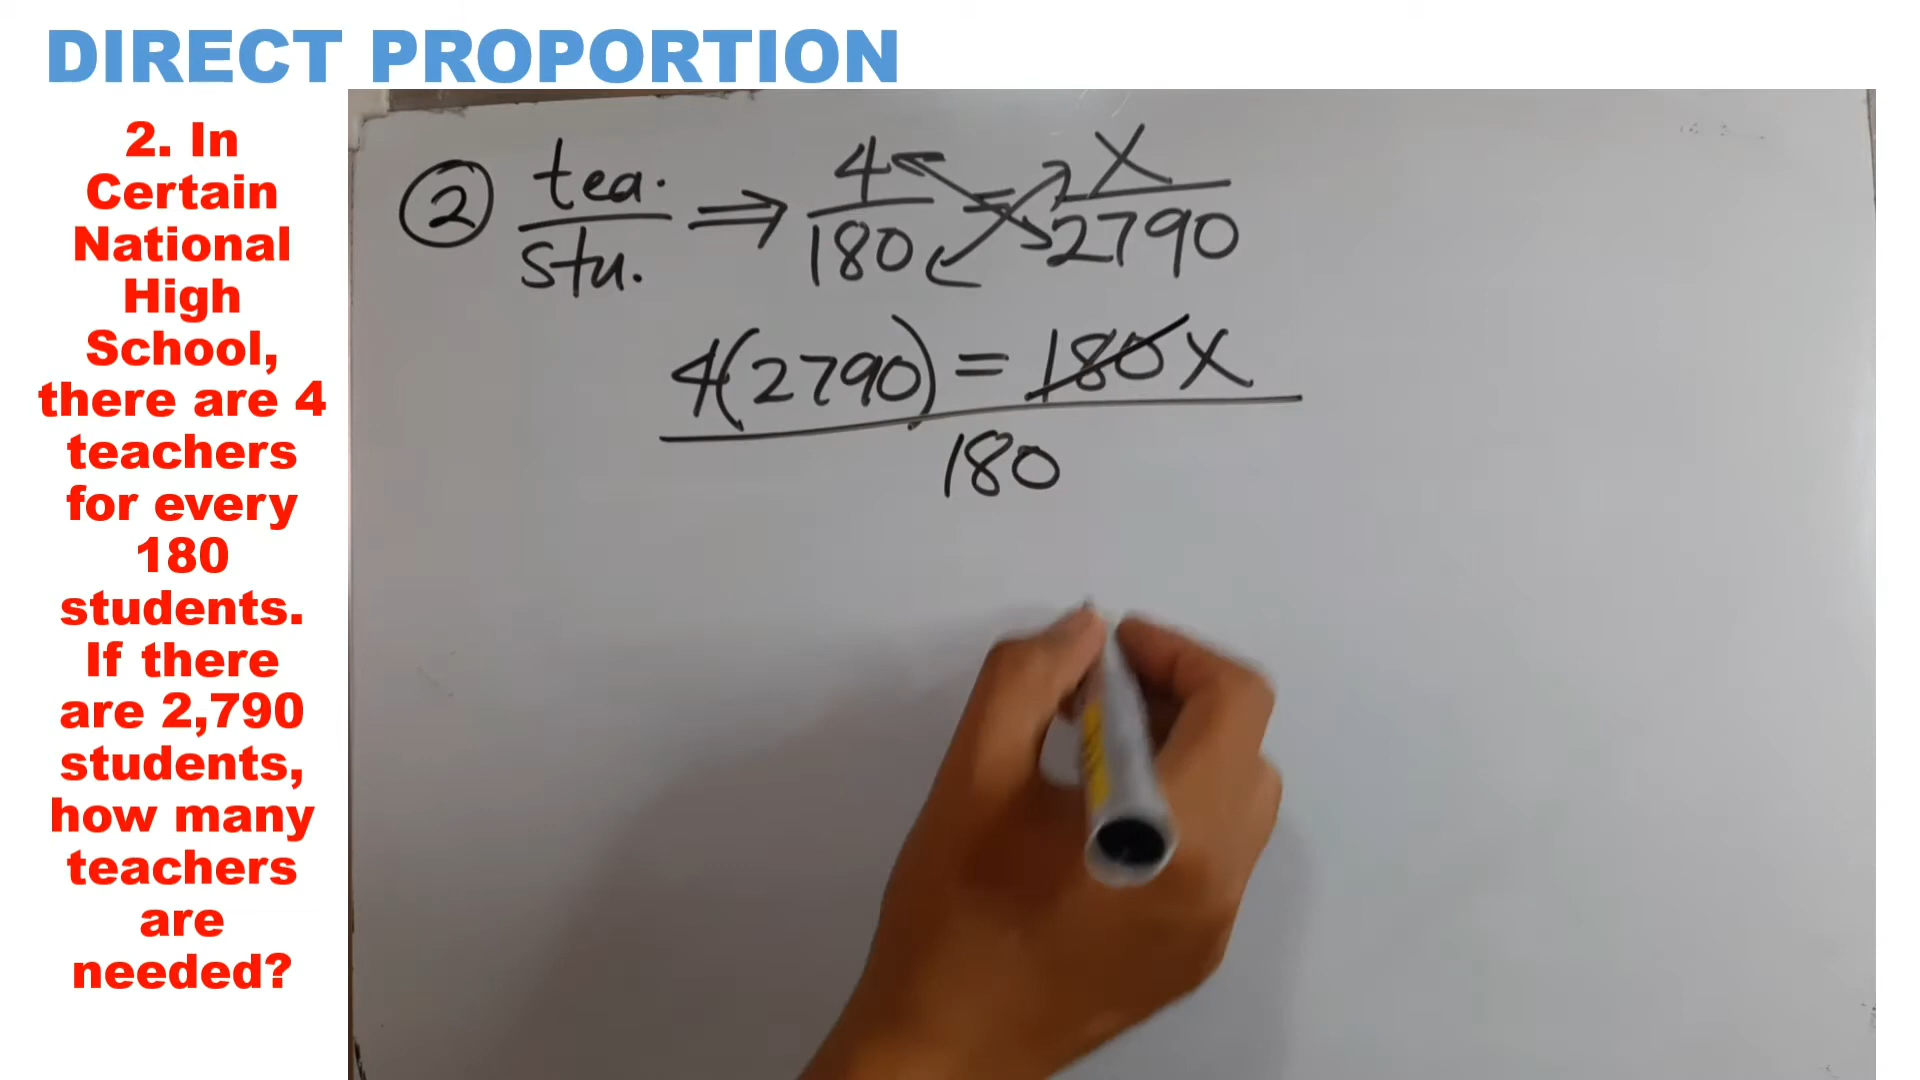 DIRECT PROPORTION
2. In
Certain
National
High
School,
there are 4
teachers
for every
180
students.
If there
are 2,790
students,
how many
teachers
are
needed?
② tea./stu. ⇒ 4/180 = X/2790
4(2790) = 180X
180